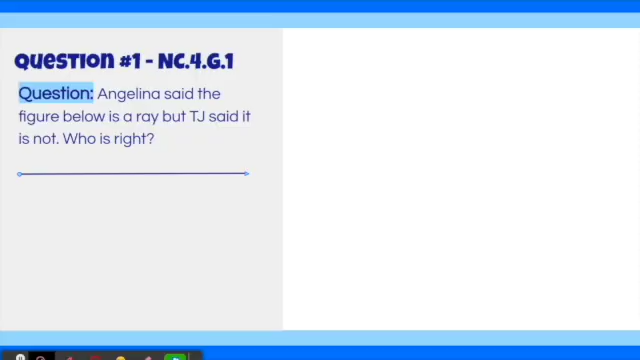 Question #1 - NC.4.G.1
Question: Angelina said the
figure below is a ray but TJ said it
is not. Who is right?